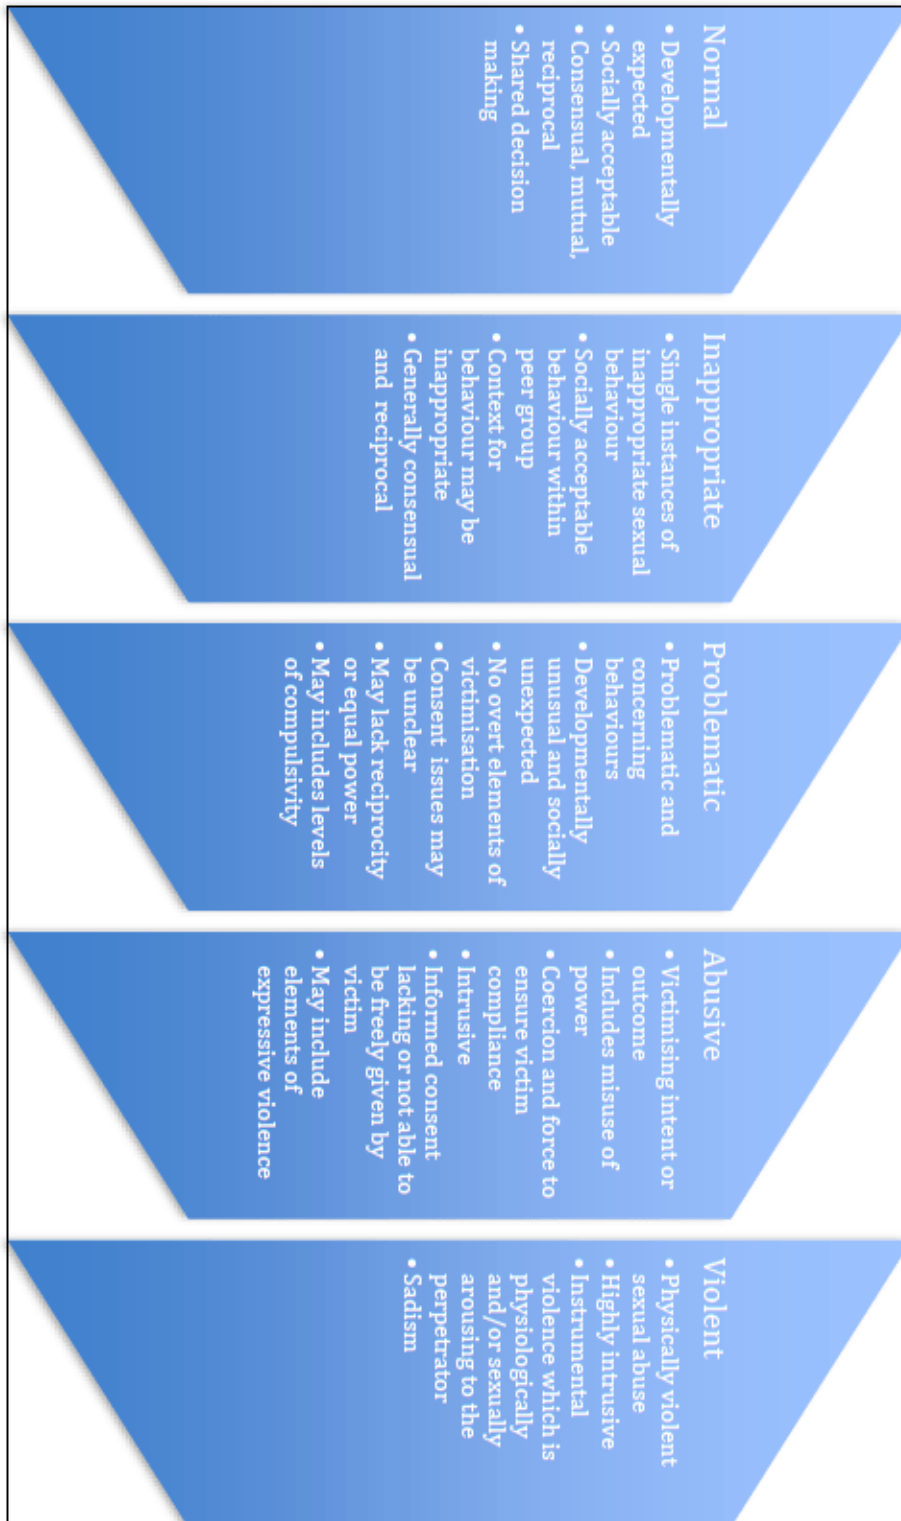 Normal
• Developmentally
expected
• Socially acceptable
• Consensual, mutual,
reciprocal
• Shared decision
making
Inappropriate
• Single instances of
inappropriate sexual
behaviour
• Socially acceptable
behaviour within
peer group
• Context for
behaviour may be
inappropriate
• Generally consensual
and reciprocal
Problematic
• Problematic and
concerning
behaviours
• Developmentally
unusual and socially
unexpected
• No overt elements of
victimisation
• Consent issues may
be unclear
• May lack reciprocity
or equal power
• May includes levels
of compulsivity
Abusive
• Victimising intent or
outcome
• Includes misuse of
power
• Coercion and force to
ensure victim
compliance
• Intrusive
• Informed consent
lacking or not able to
be freely given by
victim
• May include
elements of
expressive violence
Violent
• Physically violent
sexual abuse
• Highly intrusive
• Instrumental
violence which is
physiologically
and/or sexually
arousing to the
perpetrator
• Sadism